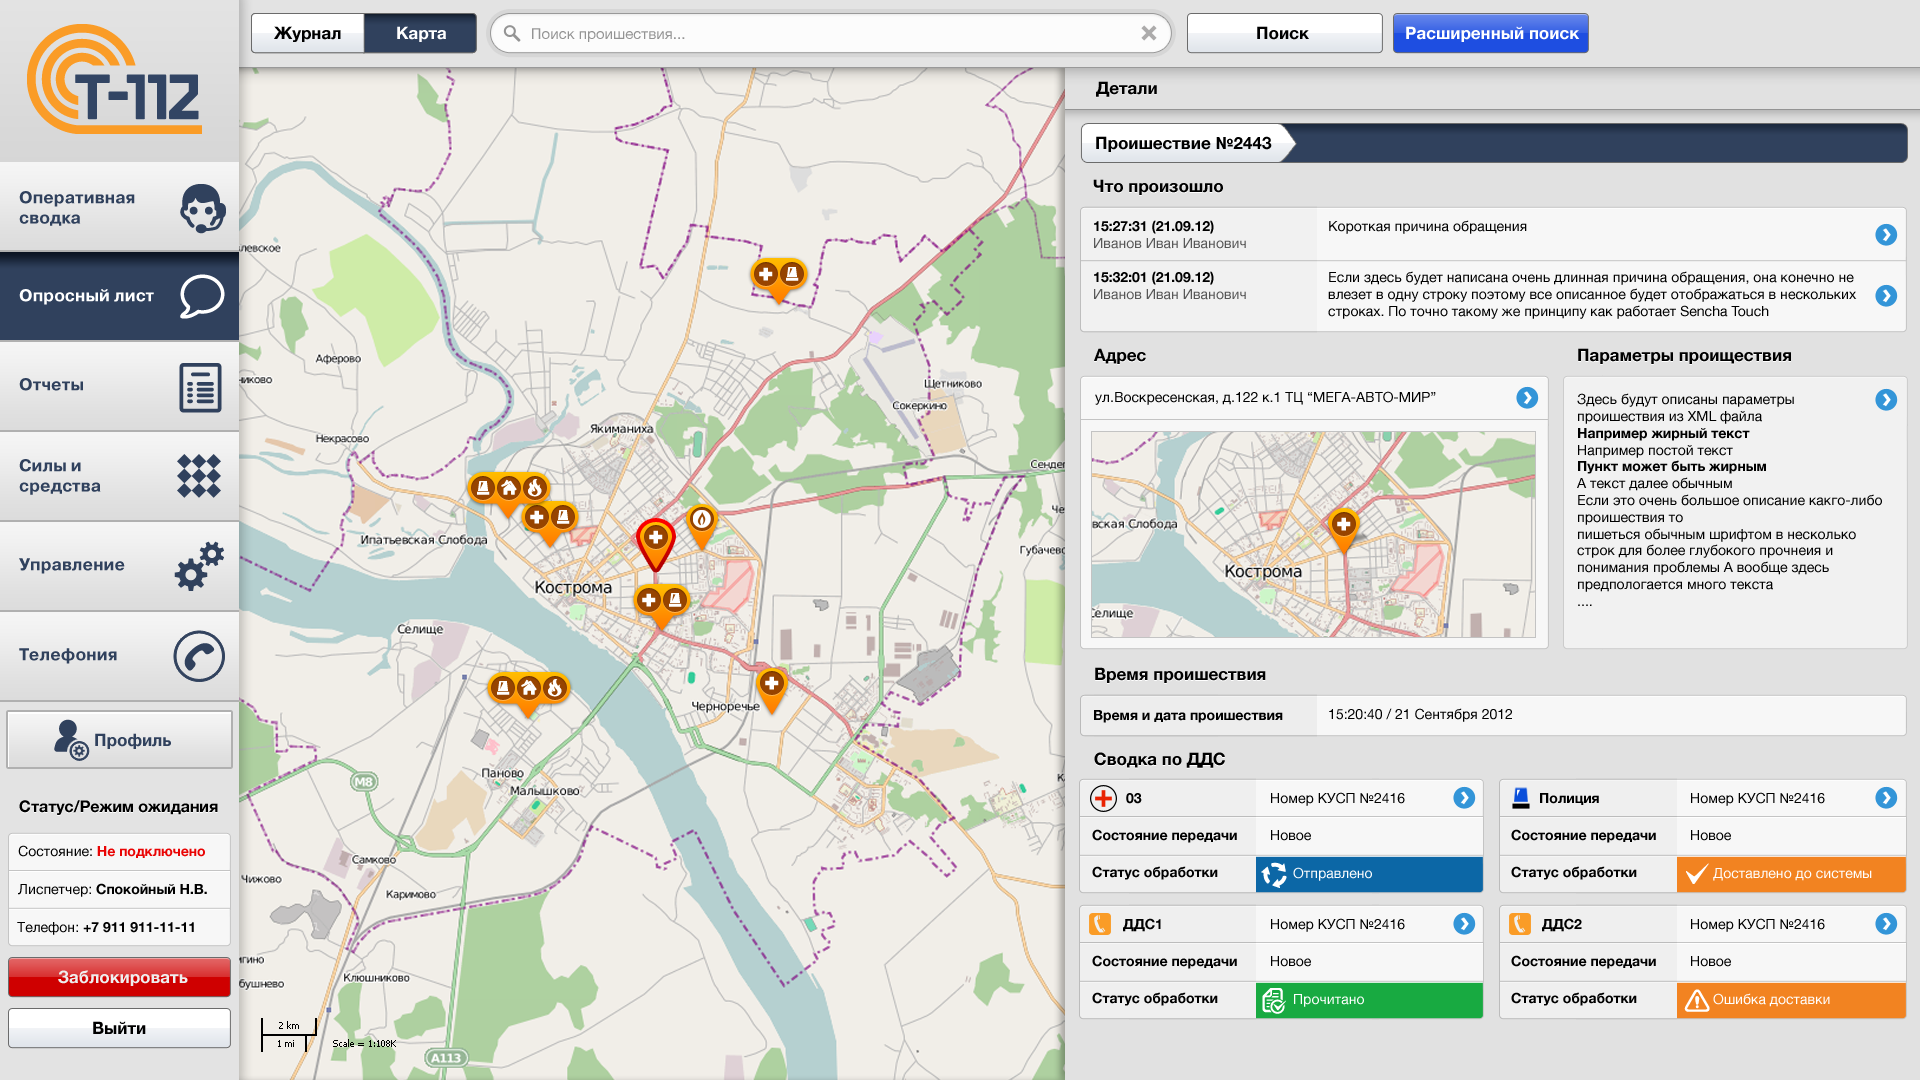 Т-112
Оперативная
сводка
Опросный лист
Отчеты
Силы и
средства
Управление
Телефония
Профиль
Статус/Режим ожидания
Состояние: Не подключено
Лиспетчер: Спокойный Н.В.
Телефон: +7 911 911-11-11
Заблокировать
Выйти
Журнал
Карта
Поиск проишествия...
Поиск
Расширенный поиск
левское
Аферово
никово
Щетниково
Сокеркино
Якиманиха
Некрасово
Сенде
Че
Ипатьевская Слобода
Губачево
Кострома
Селище
Черноречье
M8
Паново
К
Малышково
Самково
Чижово
Каримово
игино
Клюшниково
бушнево
2 km
1 mi
Scale = 1:108K
A113
Детали
Проишествие №2443
Что произошло
15:27:31 (21.09.12)
Иванов Иван Иванович
Короткая причина обращения
15:32:01 (21.09.12)
Иванов Иван Иванович
Если здесь будет написана очень длинная причина обращения, она конечно не
влезет в одну строку поэтому все описанное будет отображаться в нескольких
строках. По точно такому же принципу как работает Sencha Touch
Адрес
ул.Воскресенская, д.122 к.1 ТЦ “МЕГА-АВТО-МИР”
вская Слобода
Кострома
елище
Параметры проиществия
Здесь будут описаны параметры
проишествия из XML файла
Например жирный текст
Например постой текст
Пункт может быть жирным
А текст далее обычным
Если это очень большое описание какго-либо
проишествия то
пишеться обычным шрифтом в несколько
строк для более глубокого прочнеия и
понимания проблемы А вообще здесь
предпологается много текста
....
Время проишествия
Время и дата проишествия
15:20:40 / 21 Сентября 2012
Сводка по ДДС
03
Номер КУСП №2416
Состояние передачи
Новое
Статус обработки
Отправлено
Полиция
Номер КУСП №2416
Состояние передачи
Новое
Статус обработки
Доставлено до системы
ДДС1
Номер КУСП №2416
Состояние передачи
Новое
Статус обработки
Прочитано
ДДС2
Номер КУСП №2416
Состояние передачи
Новое
Статус обработки
Ошибка доставки